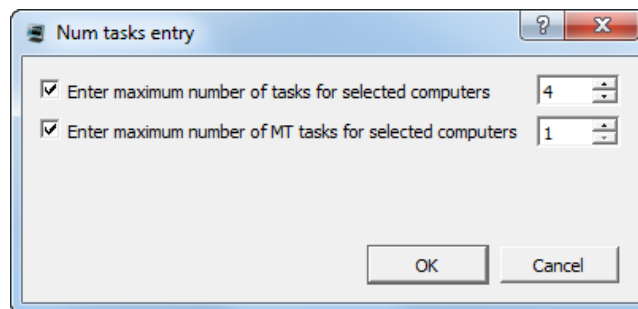 Num tasks entry
Enter maximum number of tasks for selected computers 4
Enter maximum number of MT tasks for selected computers 1
OK Cancel